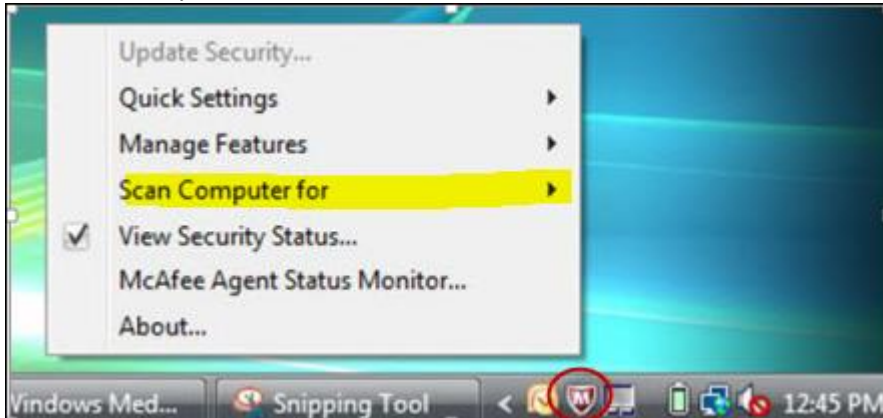 Update Security...
Quick Settings
Manage Features
Scan Computer for
View Security Status...
McAfee Agent Status Monitor...
About...
Windows Med... Snipping Tool < M 12:45 PM